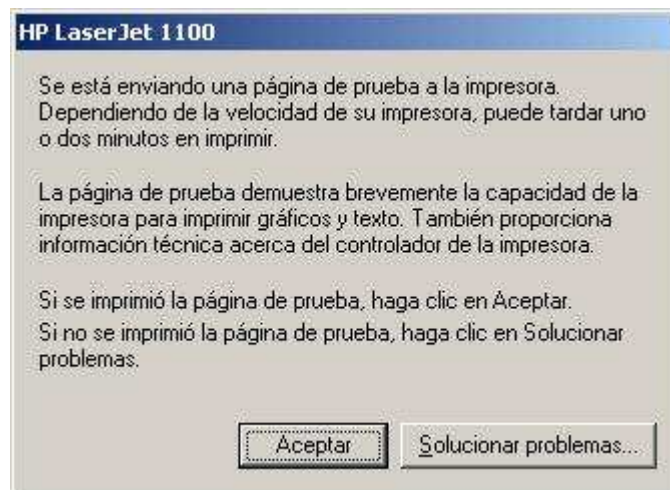 HP LaserJet 1100
Se está enviando una página de prueba a la impresora.
Dependiendo de la velocidad de su impresora, puede tardar uno
o dos minutos en imprimir.
La página de prueba demuestra brevemente la capacidad de la
impresora para imprimir gráficos y texto. También proporciona
información técnica acerca del controlador de la impresora.
Si se imprimió la página de prueba, haga clic en Aceptar.
Si no se imprimió la página de prueba, haga clic en Solucionar
problemas.
Aceptar
Solucionar problemas...